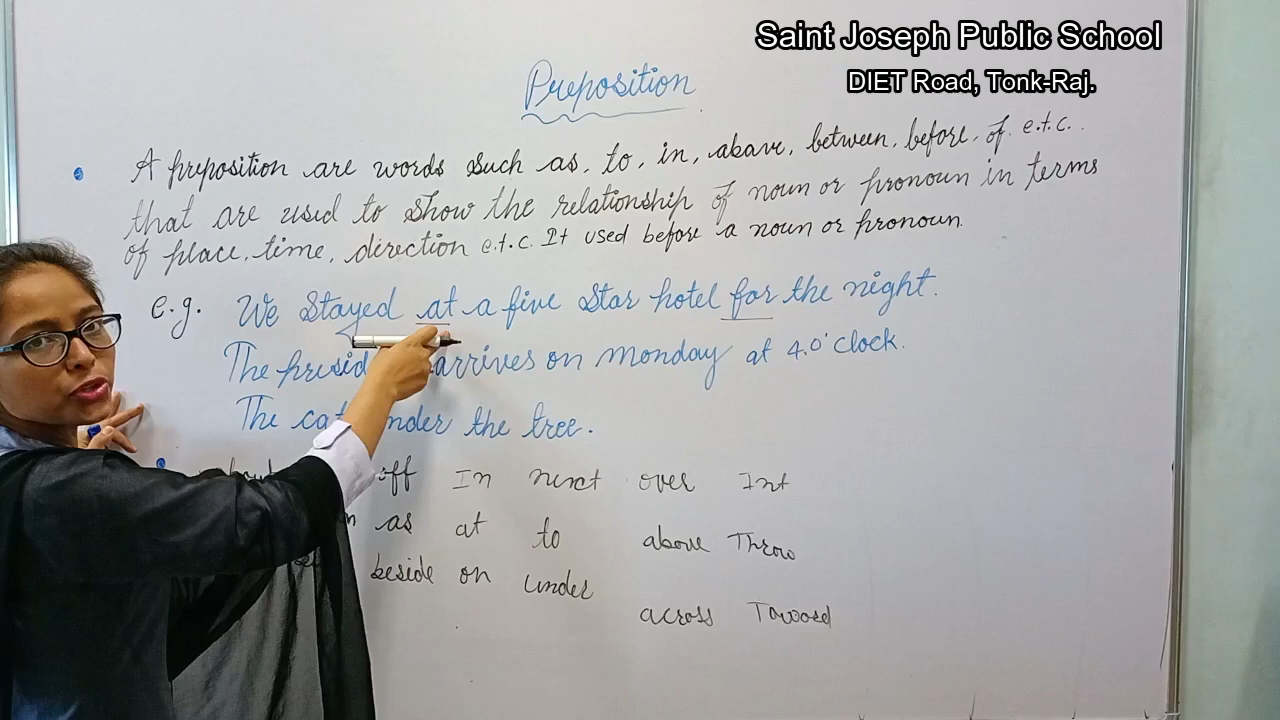 Saint Joseph Public School
DIET Road, Tonk-Raj.
Preposition
A preposition are words such as, to, in, above, between, before, of e.t.c.
that are used to show the relationship of noun or pronoun in terms
of place, time, direction e.t.c. It used before a noun or pronoun.
e.g. We stayed at a five star hotel for the night.
The arrives on monday at 4.0'clock.
The the tree.
off In next over Int
as at to above Throw
beside on under
across Toword